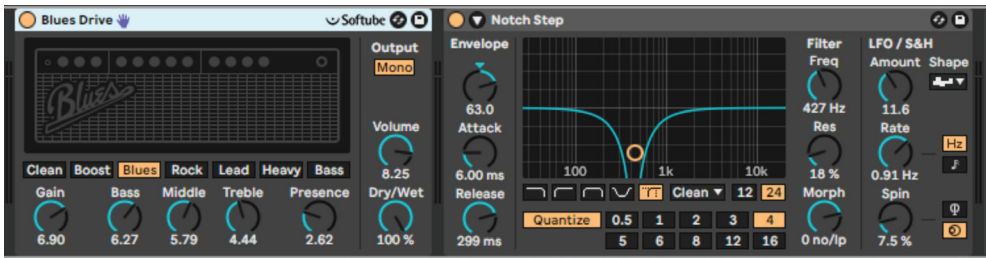 Blues Drive
Softube
Blues
Output
Mono
Volume
8.25
Clean Boost Blues Rock Lead Heavy Bass
Gain Bass Middle Treble Presence Dry/Wet
6.90 6.27 5.79 4.44 2.62 100 %
Notch Step
Envelope
63.0
Attack
6.00 ms
Release
299 ms
100 1k 10k
Clean 12 24
Quantize 0.5 1 2 3 4
5 6 8 12 16
Filter
Freq
427 Hz
Res
18 %
Morph
0 no/lp
LFO / S&H
Amount Shape
11.6
Rate
Hz
0.91 Hz
Spin
Φ
7.5 %